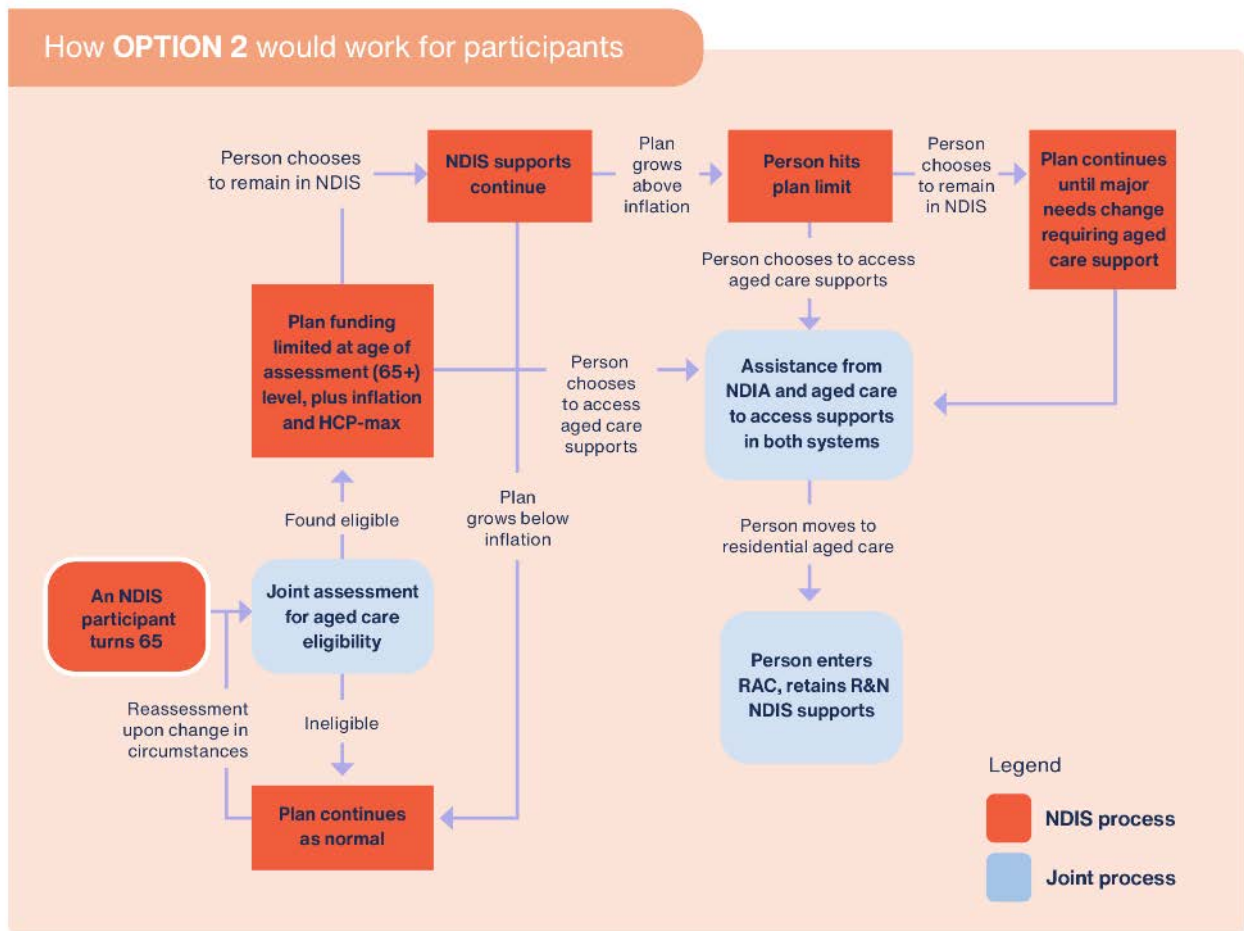 How OPTION 2 would work for participants
Person chooses
to remain in NDIS
NDIS supports
continue
Plan
grows
above
inflation
Person hits
plan limit
Person
chooses
to remain
in NDIS
Plan continues
until major
needs change
requiring aged
care support
Person chooses to access
aged care supports
Plan funding
limited at age of
assessment (65+)
level, plus inflation
and HCP-max
Person
chooses
to access
aged care
supports
Assistance from
NDIA and aged care
to access supports
in both systems
Found eligible
Plan
grows below
inflation
Person moves to
residential aged care
An NDIS
participant
turns 65
Joint assessment
for aged care
eligibility
Person enters
RAC, retains R&N
NDIS supports
Reassessment
upon change in
circumstances
Ineligible
Plan continues
as normal
Legend
NDIS process
Joint process